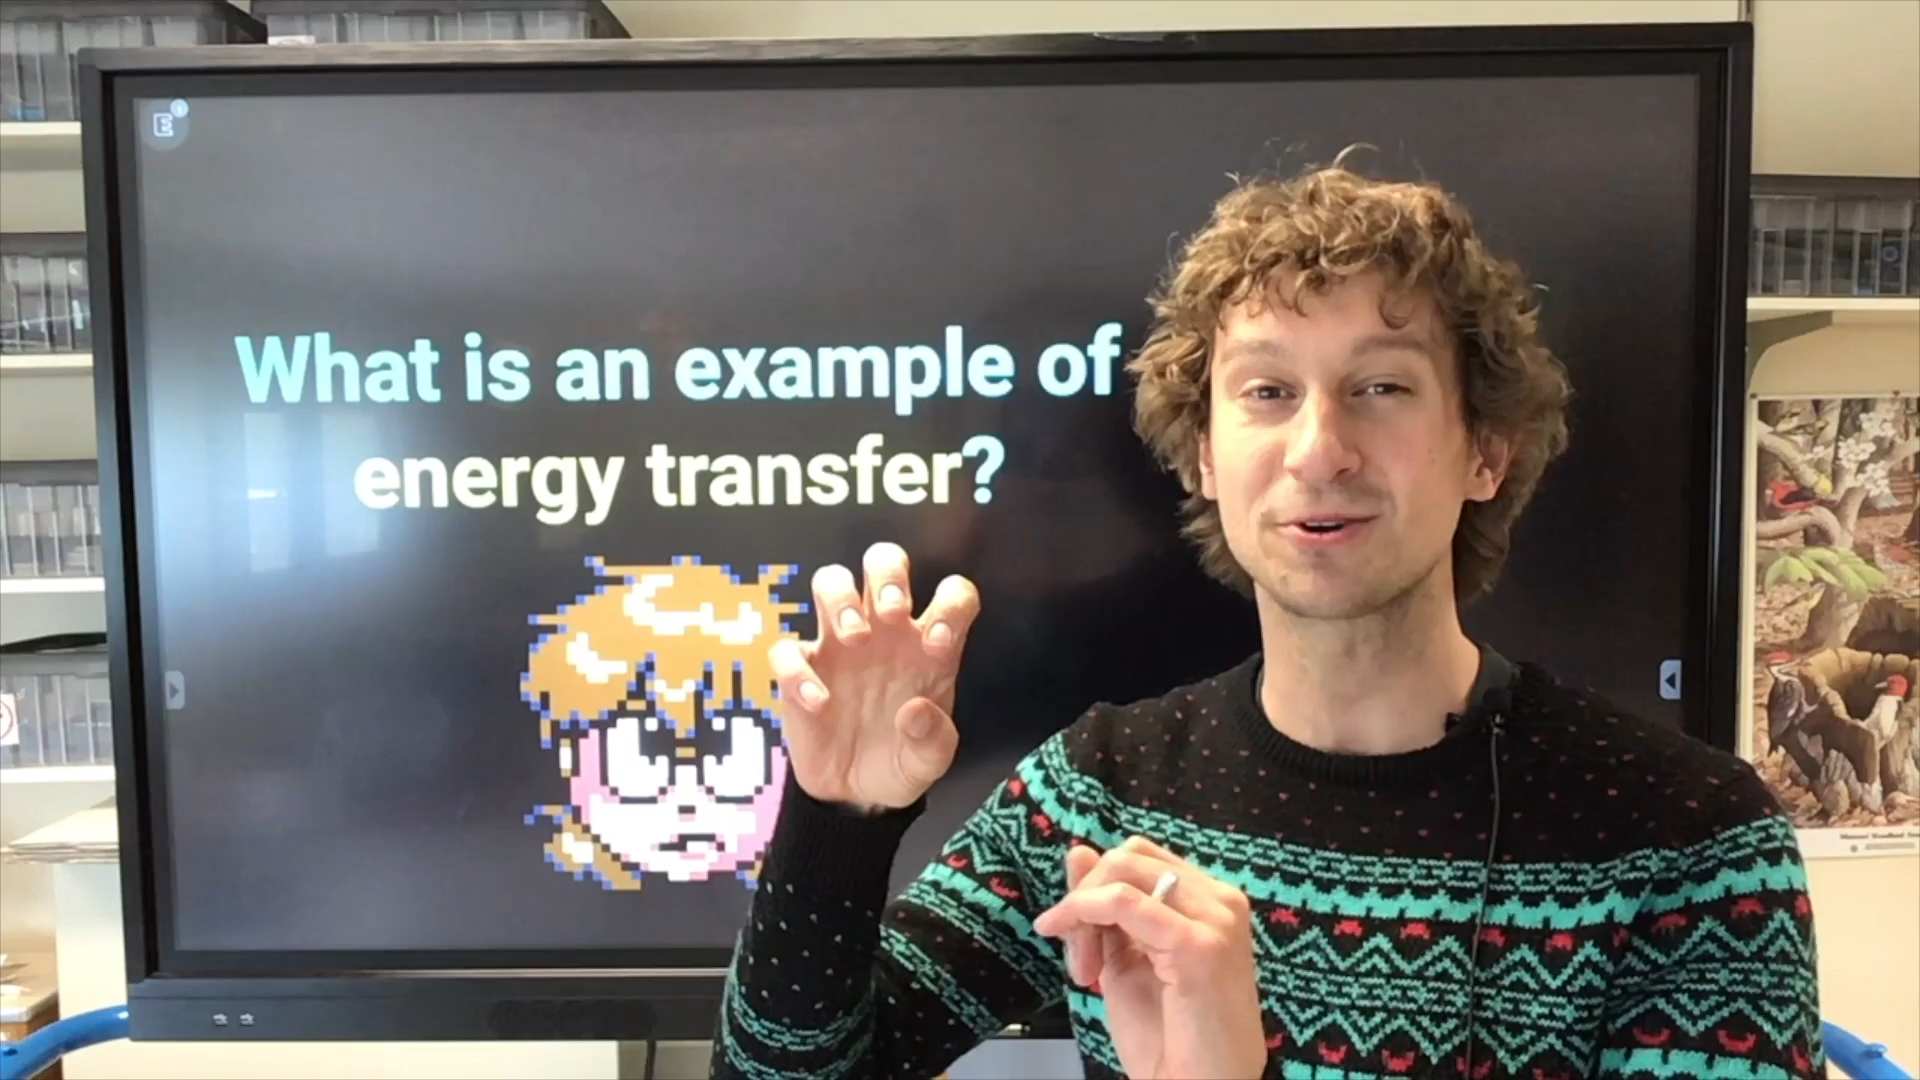 What is an example of
energy transfer?